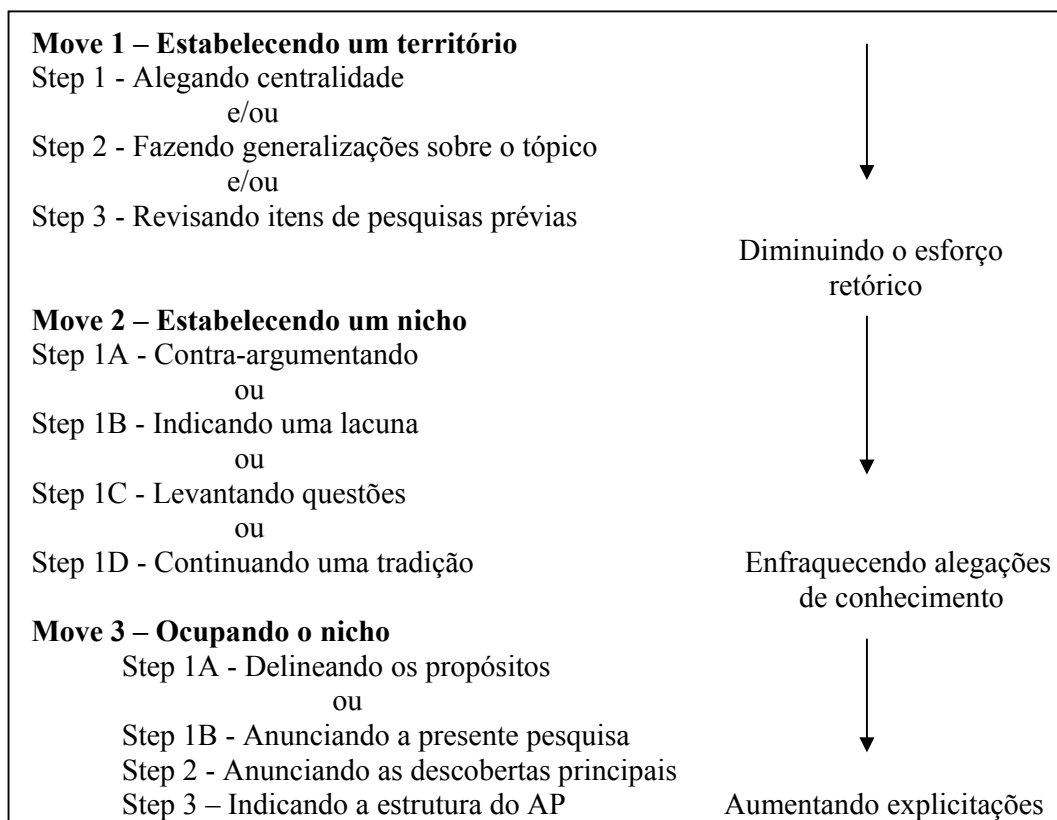 Move 1 – Estabelecendo um território
Step 1 - Alegando centralidade
e/ou
Step 2 - Fazendo generalizações sobre o tópico
e/ou
Step 3 - Revisando itens de pesquisas prévias
Diminuindo o esforço
retórico
Move 2 – Estabelecendo um nicho
Step 1A - Contra-argumentando
ou
Step 1B - Indicando uma lacuna
ou
Step 1C - Levantando questões
ou
Step 1D - Continuando uma tradição
Enfraquecendo alegações
de conhecimento
Move 3 – Ocupando o nicho
Step 1A - Delineando os propósitos
ou
Step 1B - Anunciando a presente pesquisa
Step 2 - Anunciando as descobertas principais
Step 3 – Indicando a estrutura do AP
Aumentando explicitações